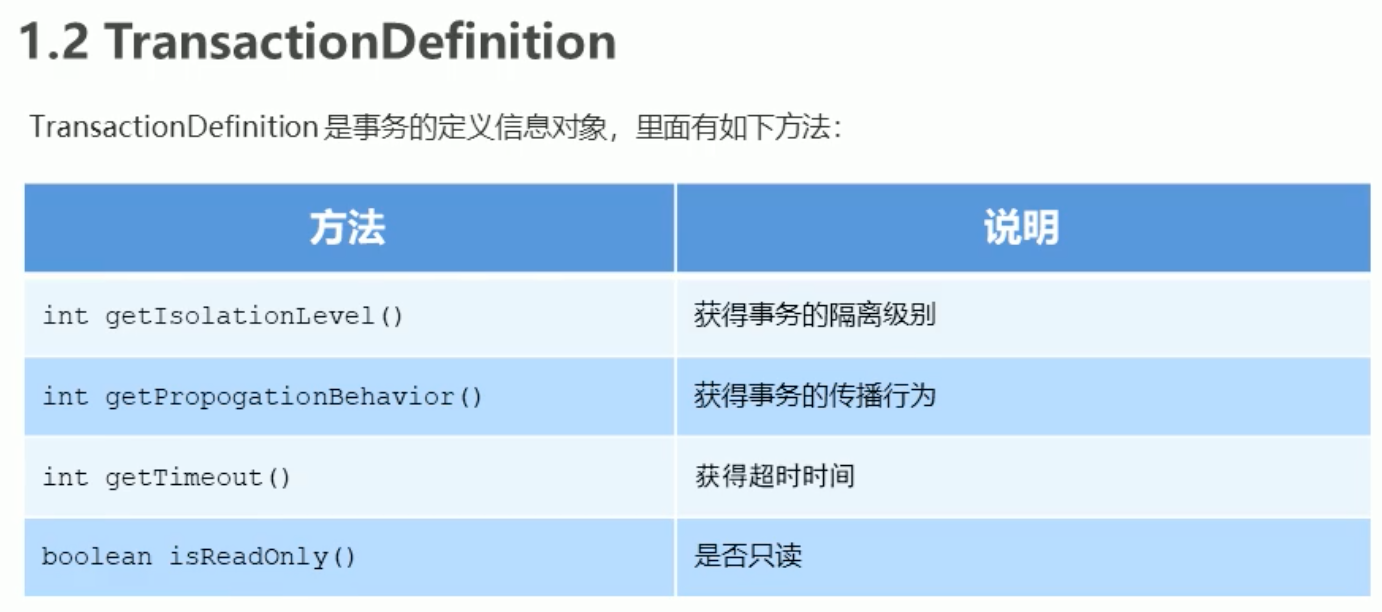 1.2 TransactionDefinition
TransactionDefinition 是事务的定义信息对象，里面有如下方法：
方法 说明
int getIsolationLevel() 获得事务的隔离级别
int getPropogationBehavior() 获得事务的传播行为
int getTimeout() 获得超时时间
boolean isReadOnly() 是否只读